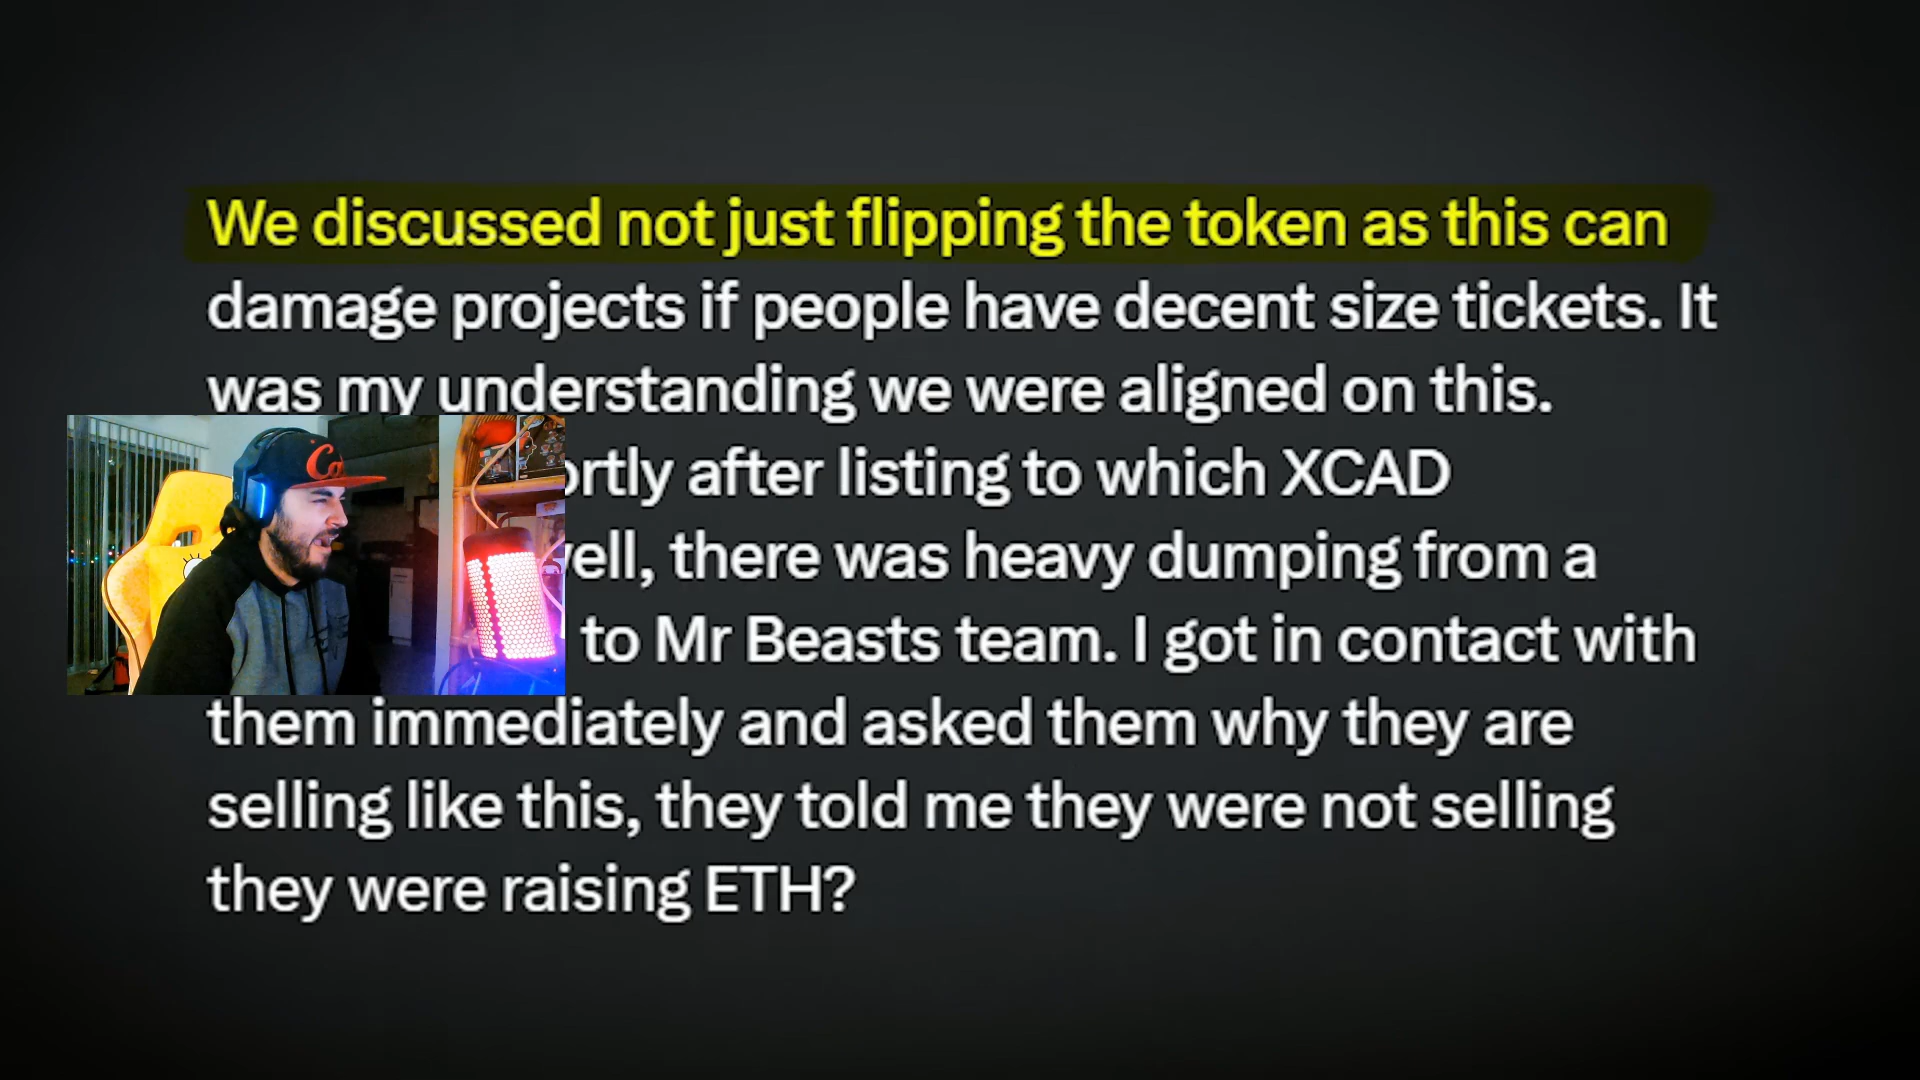 We discussed not just flipping the token as this can
damage projects if people have decent size tickets. It
was my understanding we were aligned on this.
after listing to which XCAD
there was heavy dumping from a
to Mr Beasts team. I got in contact with
them immediately and asked them why they are
selling like this, they told me they were not selling
they were raising ETH?